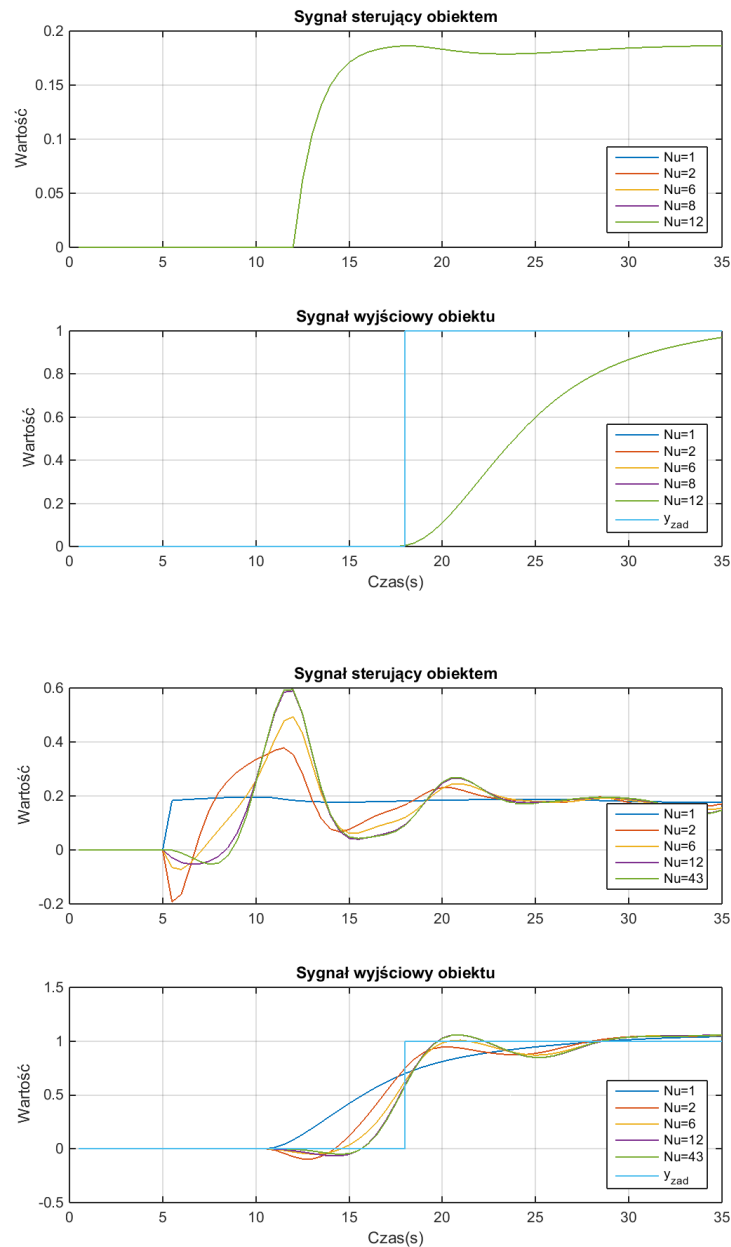 Sygnał sterujący obiektem
0.2
0.15
0.1
0.05
0
Wartość
Nu=1
Nu=2
Nu=6
Nu=8
Nu=12
0 5 10 15 20 25 30 35
Sygnał wyjściowy obiektu
1
0.8
0.6
0.4
0.2
0
Wartość
Nu=1
Nu=2
Nu=6
Nu=8
Nu=12
yzad
0 5 10 15 20 25 30 35
Czas(s)
Sygnał sterujący obiektem
0.6
0.4
0.2
0
-0.2
Wartość
Nu=1
Nu=2
Nu=6
Nu=12
Nu=43
0 5 10 15 20 25 30 35
Sygnał wyjściowy obiektu
1.5
1
0.5
0
-0.5
Wartość
Nu=1
Nu=2
Nu=6
Nu=12
Nu=43
yzad
0 5 10 15 20 25 30 35
Czas(s)